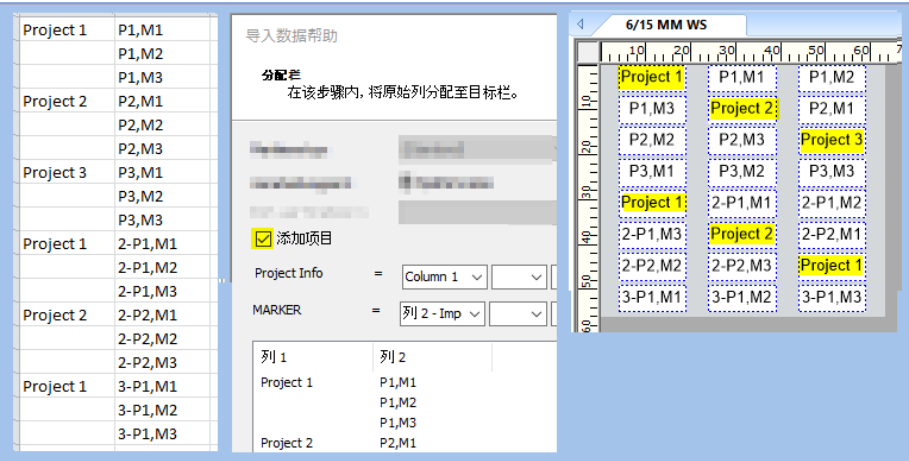 Project 1 P1,M1
P1,M2
P1,M3
Project 2 P2,M1
P2,M2
P2,M3
Project 3 P3,M1
P3,M2
P3,M3
Project 1 2-P1,M1
2-P1,M2
2-P1,M3
Project 2 2-P2,M1
2-P2,M2
2-P2,M3
Project 1 3-P1,M1
3-P1,M2
3-P1,M3
导入数据帮助
分配栏
在该步骤内, 将原始列分配至目标栏。
添加项目
Project Info = Column 1
MARKER = 列 2 - Imp
列 1 列 2
Project 1 P1,M1
P1,M2
P1,M3
Project 2 P2,M1
6/15 MM WS
10 20 30 40 50 60 7
Project 1 P1,M1 P1,M2
10
P1,M3 Project 2 P2,M1
20
P2,M2 P2,M3 Project 3
P3,M1 P3,M2 P3,M3
30
Project 1 2-P1,M1 2-P1,M2
40
2-P1,M3 Project 2 2-P2,M1
50
2-P2,M2 2-P2,M3 Project 1
3-P1,M1 3-P1,M2 3-P1,M3
60